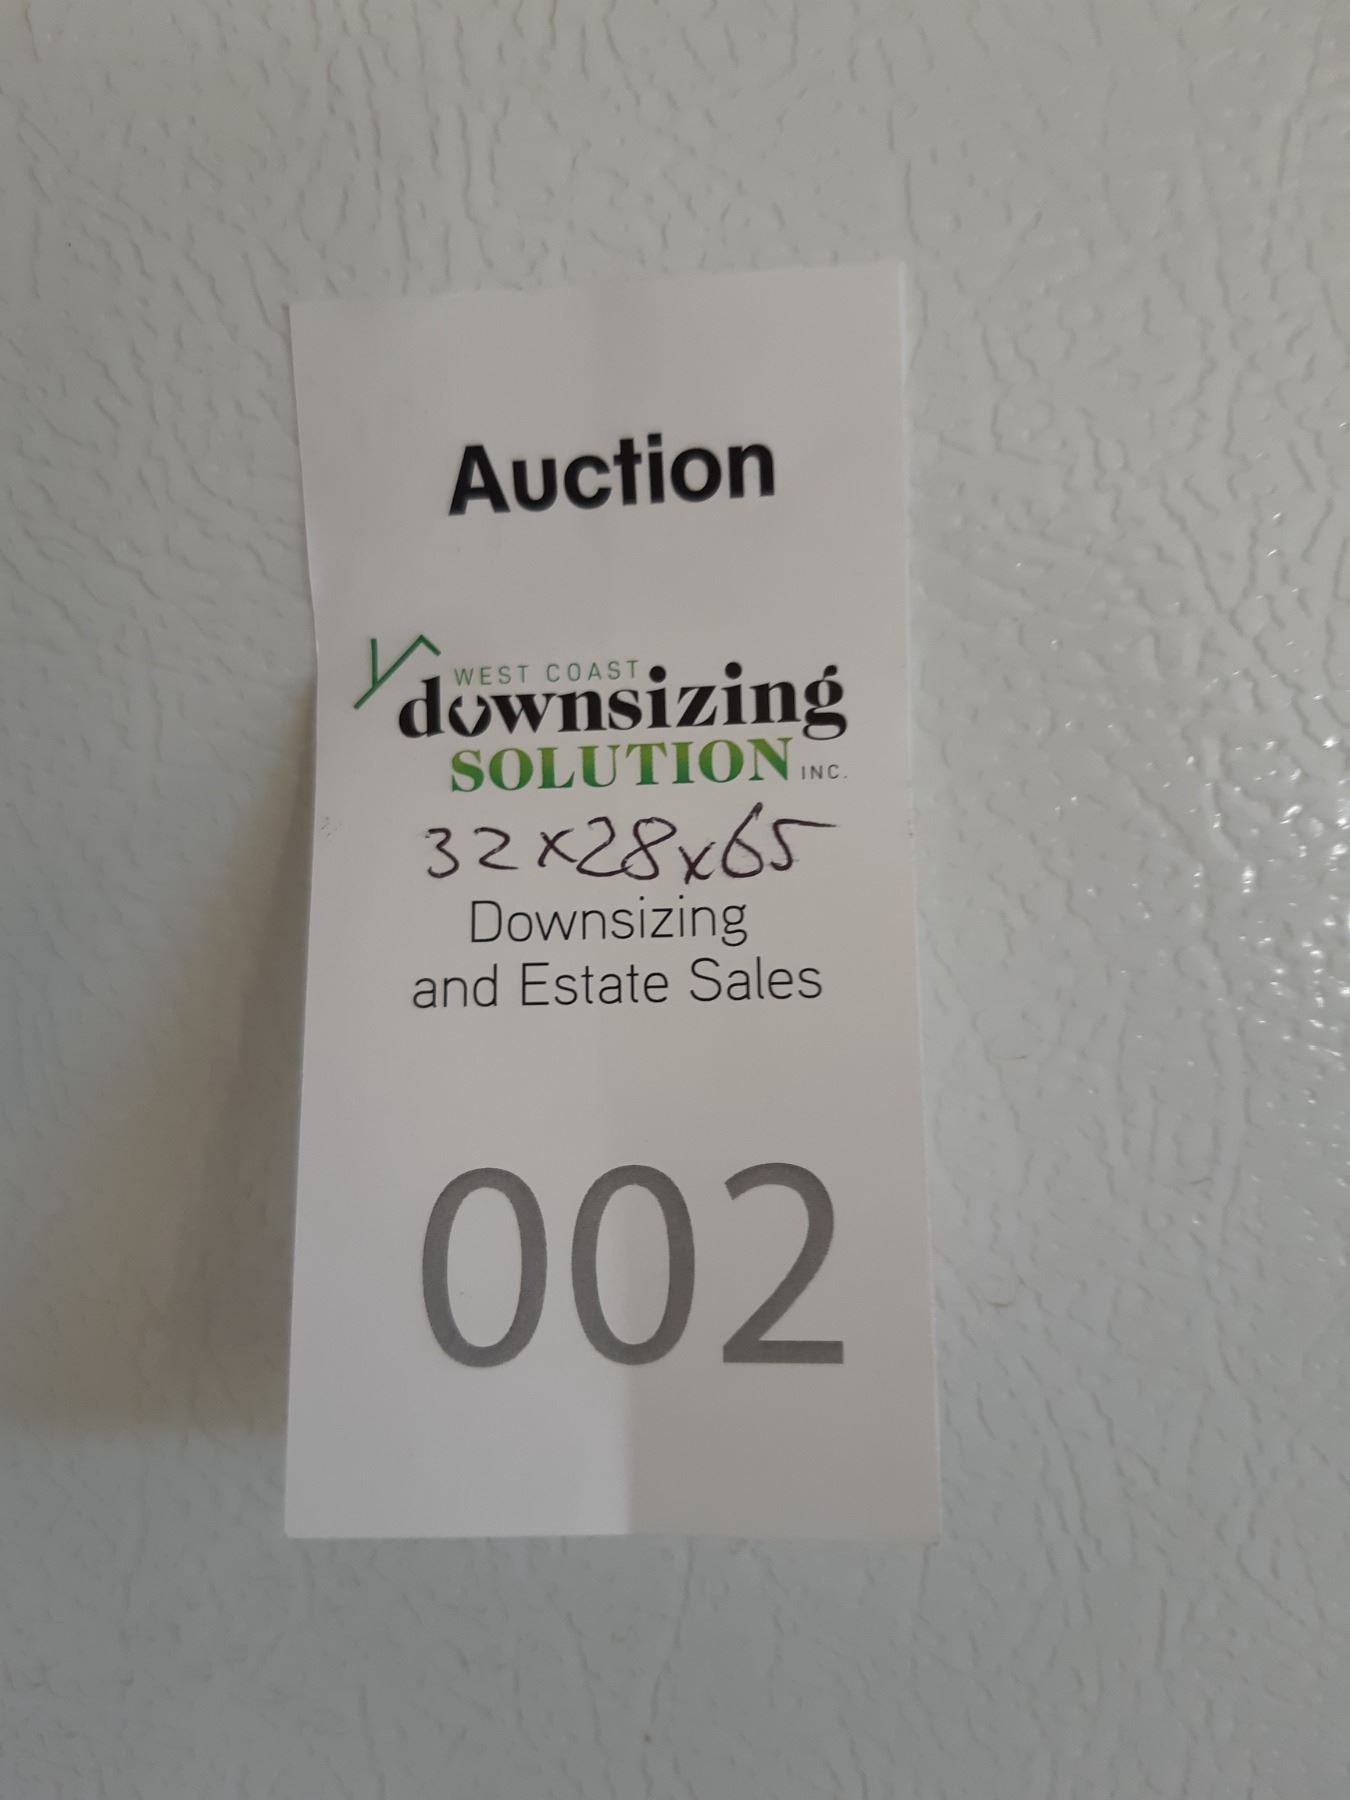 Auction
WEST COAST
downsizing
SOLUTION INC.
32x28x65
Downsizing
and Estate Sales
002